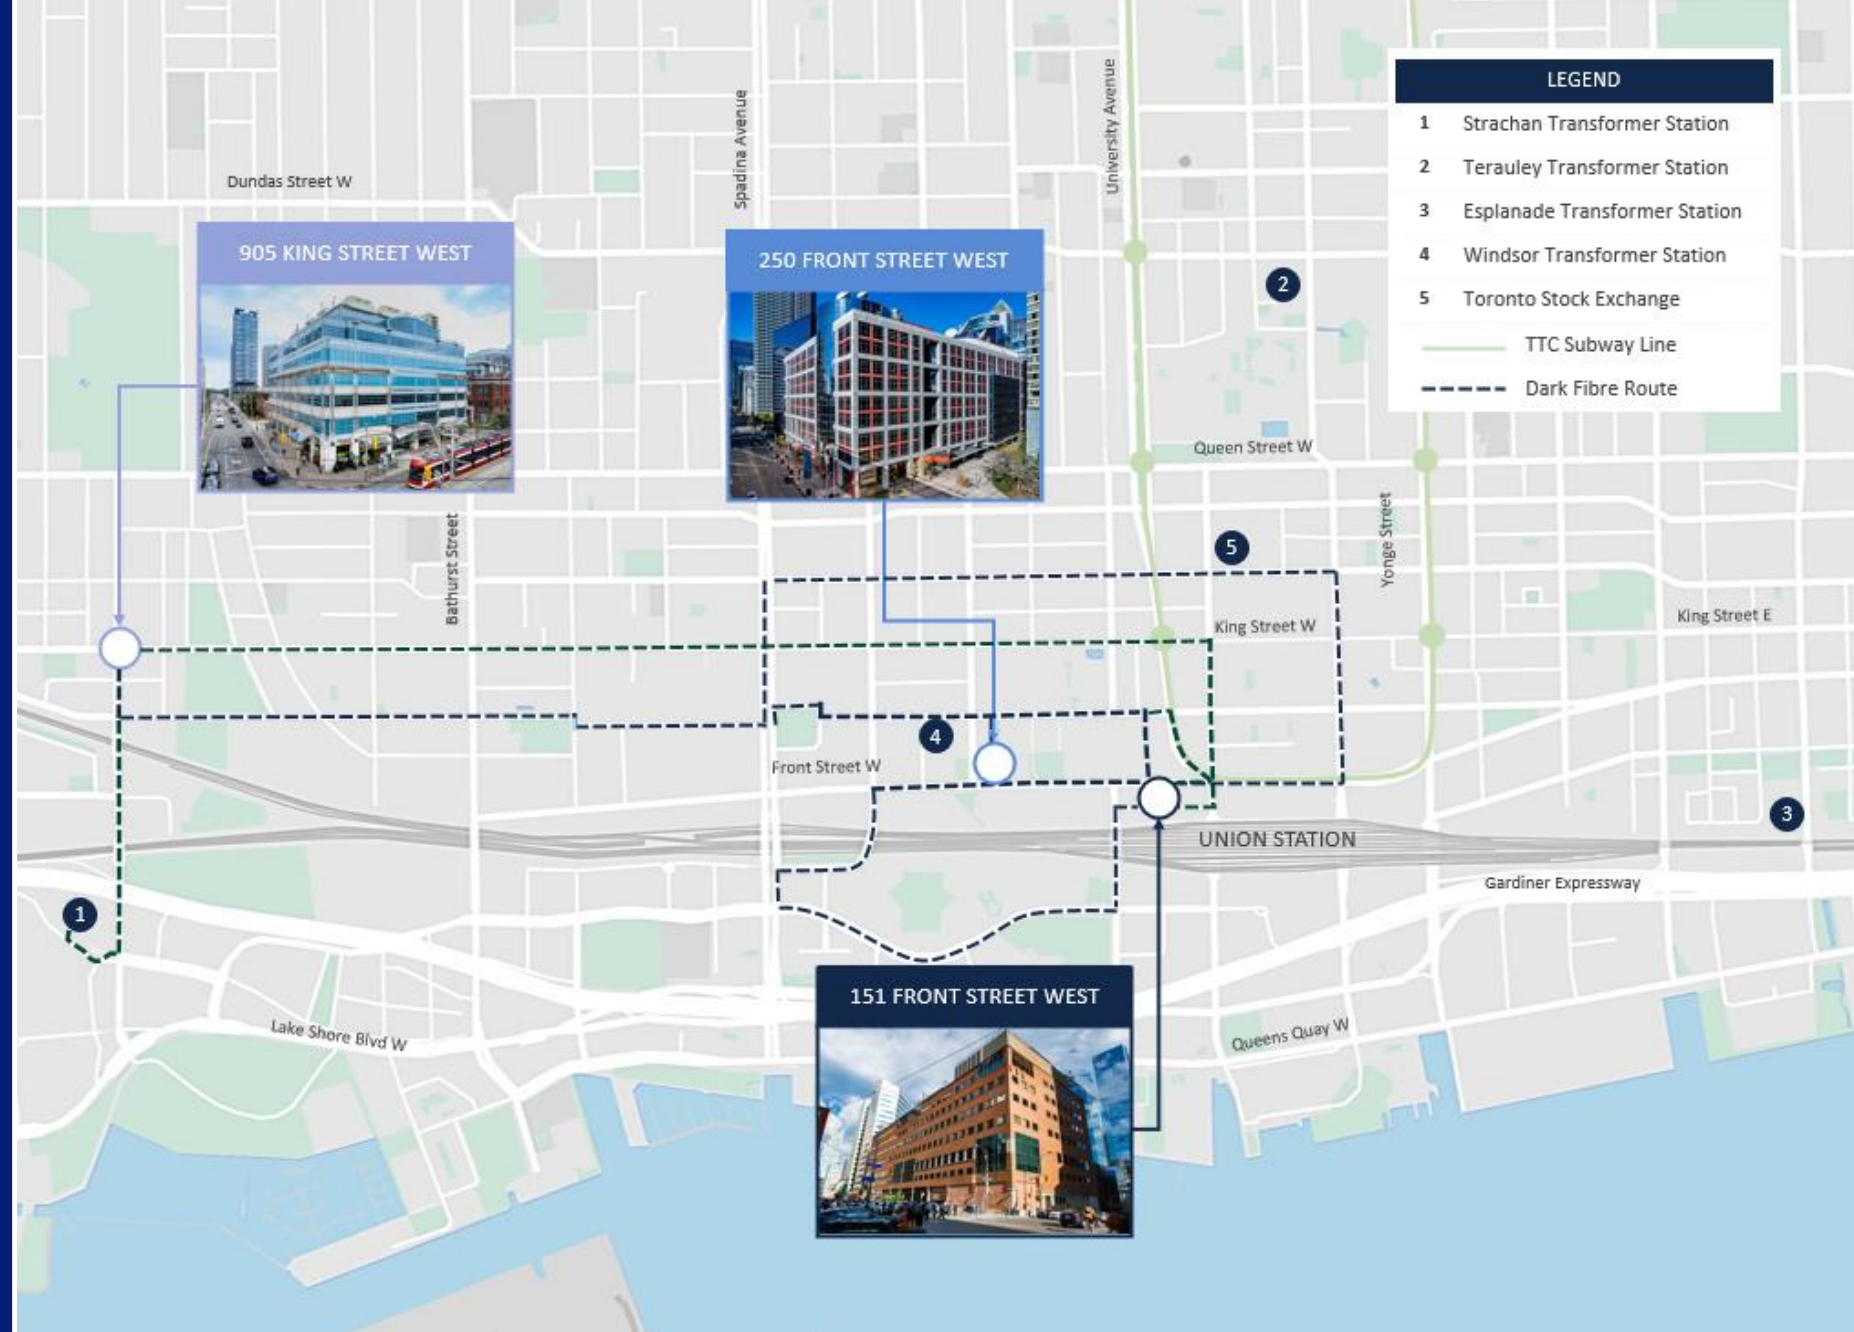 LEGEND
1 Strachan Transformer Station
2 Terauley Transformer Station
3 Esplanade Transformer Station
4 Windsor Transformer Station
5 Toronto Stock Exchange
TTC Subway Line
Dark Fibre Route
Spadina Avenue
University Avenue
Dundas Street W
905 KING STREET WEST
250 FRONT STREET WEST
2
Queen Street W
Bathurst Street
Yonge Street
5
King Street W
King Street E
4
Front Street W
3
UNION STATION
Gardiner Expressway
1
151 FRONT STREET WEST
Lake Shore Blvd W
Queens Quay W